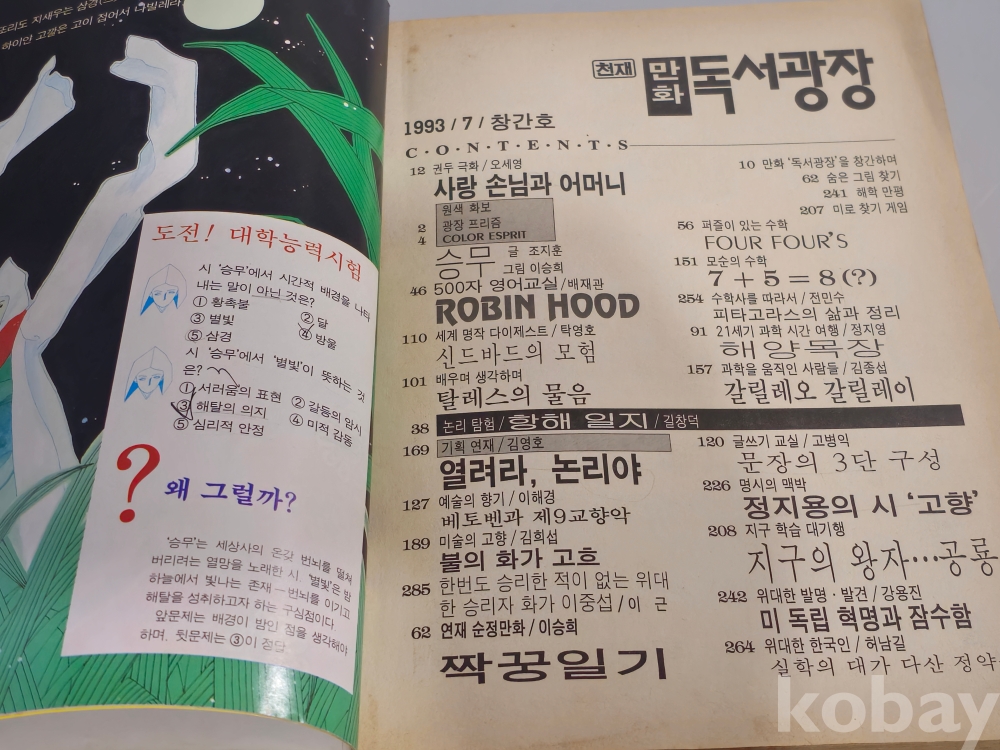 또리도 지새우는 삼경
하이얀 고깔은 고이 접어서 나빌레라
도전! 대학능력시험
시 '승무'에서 시간적 배경을 나타
내는 말이 아닌 것은?
① 황촉불 ② 달
③ 별빛 ④ 방울
⑤ 삼경
시 '승무'에서 '별빛'이 뜻하는 것
은?
① 서러움의 표현 ② 갈등의 암시
③ 해탈의 의지 ④ 미적 감동
⑤ 심리적 안정
? 왜 그럴까?
'승무'는 세상사의 온갖 번뇌를 떨쳐
버리려는 열망을 노래한 시. '별빛'은 밤
하늘에서 빛나는 존재 — 번뇌를 이기고
해탈을 성취하고자 하는 구심점이다.
앞문제는 배경이 밤인 점을 생각해야
하며, 뒷문제는 ③이 정답.
천재 만화 독서광장
1993 / 7 / 창간호
C·O·N·T·E·N·T·S
12 권두 극화 / 오세영
사랑 손님과 어머니
원색 화보
2 광장 프리즘
4 COLOR ESPRIT
승무 글 조지훈
그림 이승희
46 500자 영어교실/배재관
ROBIN HOOD
110 세계 명작 다이제스트 / 탁영호
신드바드의 모험
101 배우며 생각하며
탈레스의 물음
38 논리 탐험 / 항해 일지 / 길창덕
169 기획 연재 / 김영호
열려라, 논리야
127 예술의 향기 / 이해경
베토벤과 제9교향악
189 미술의 고향 / 김희섭
불의 화가 고흐
285 한번도 승리한 적이 없는 위대
한 승리자 화가 이중섭 / 이 근
62 연재 순정만화 / 이승희
짝꿍일기
10 만화 '독서광장'을 창간하며
62 숨은 그림 찾기
241 해학 만평
207 미로 찾기 게임
56 퍼즐이 있는 수학
FOUR FOUR'S
151 모순의 수학
7 + 5 = 8 (?)
254 수학사를 따라서 / 전민수
피타고라스의 삶과 정리
91 21세기 과학 시간 여행 / 정지영
해양목장
157 과학을 움직인 사람들 / 김종섭
갈릴레오 갈릴레이
120 글쓰기 교실 / 고병익
문장의 3단 구성
226 명시의 맥박
정지용의 시 '고향'
208 지구 학습 대기행
지구의 왕자…공룡
242 위대한 발명·발견 / 강용진
미 독립 혁명과 잠수함
264 위대한 한국인 / 허남길
실학의 대가 다산 정약
kobay